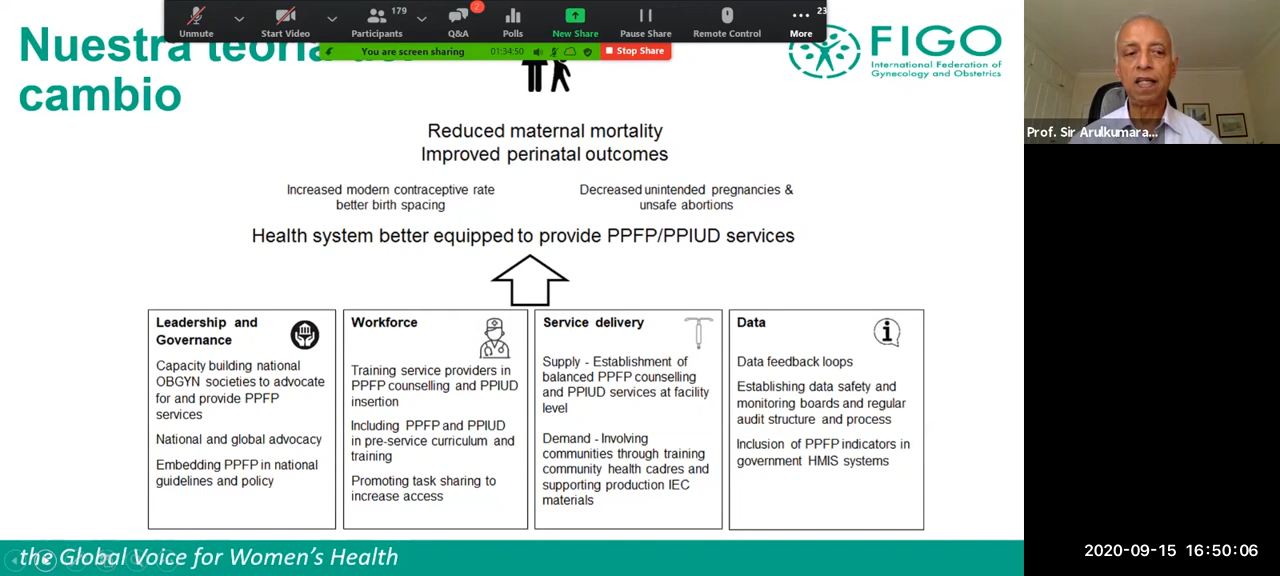 Unmute
Start Video
179
Participants
2
Q&A
Polls
New Share
Pause Share
Remote Control
23
More
You are screen sharing
01:34:50
Stop Share
Nuestra
cambio
FIGO
International Federation of
Gynecology and Obstetrics
Prof. Sir Arulkumara...
Reduced maternal mortality
Improved perinatal outcomes
Increased modern contraceptive rate
better birth spacing
Decreased unintended pregnancies &
unsafe abortions
Health system better equipped to provide PPFP/PPIUD services
Leadership and
Governance
Capacity building national
OBGYN societies to advocate
for and provide PPFP
services
National and global advocacy
Embedding PPFP in national
guidelines and policy
Workforce
Training service providers in
PPFP counselling and PPIUD
insertion
Including PPFP and PPIUD
in pre-service curriculum and
training
Promoting task sharing to
increase access
Service delivery
Supply - Establishment of
balanced PPFP counselling
and PPIUD services at facility
level
Demand - Involving
communities through training
community health cadres and
supporting production IEC
materials
Data
Data feedback loops
Establishing data safety and
monitoring boards and regular
audit structure and process
Inclusion of PPFP indicators in
government HMIS systems
the Global Voice for Women's Health
2020-09-15 16:50:06